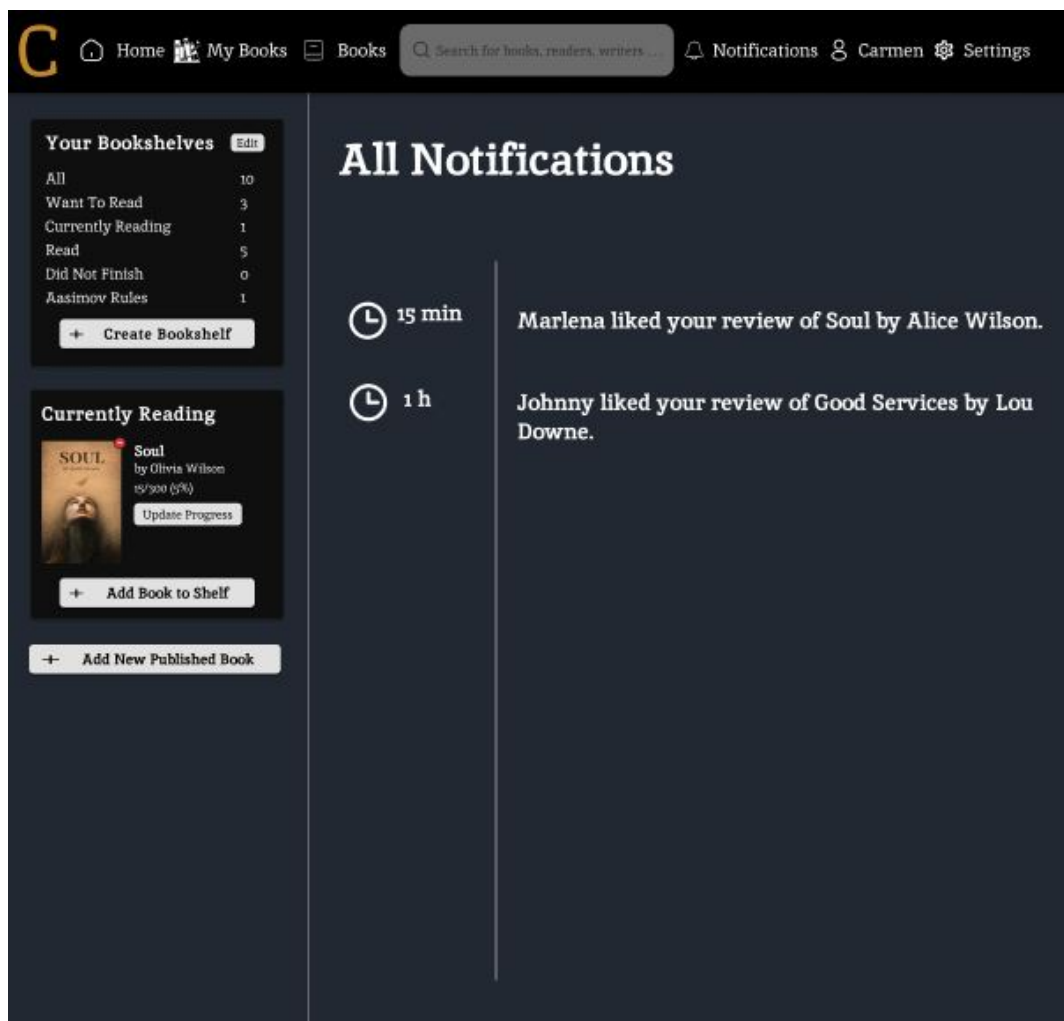 C Home My Books Books Search for books, readers, writers ... Notifications Carmen Settings
Your Bookshelves Edit
All 10
Want To Read 3
Currently Reading 1
Read 5
Did Not Finish 0
Aasimov Rules 1
+ Create Bookshelf
Currently Reading
SOUL
Soul
by Olivia Wilson
15/300 (5%)
Update Progress
+ Add Book to Shelf
+ Add New Published Book
All Notifications
15 min
Marlena liked your review of Soul by Alice Wilson.
1 h
Johnny liked your review of Good Services by Lou
Downe.